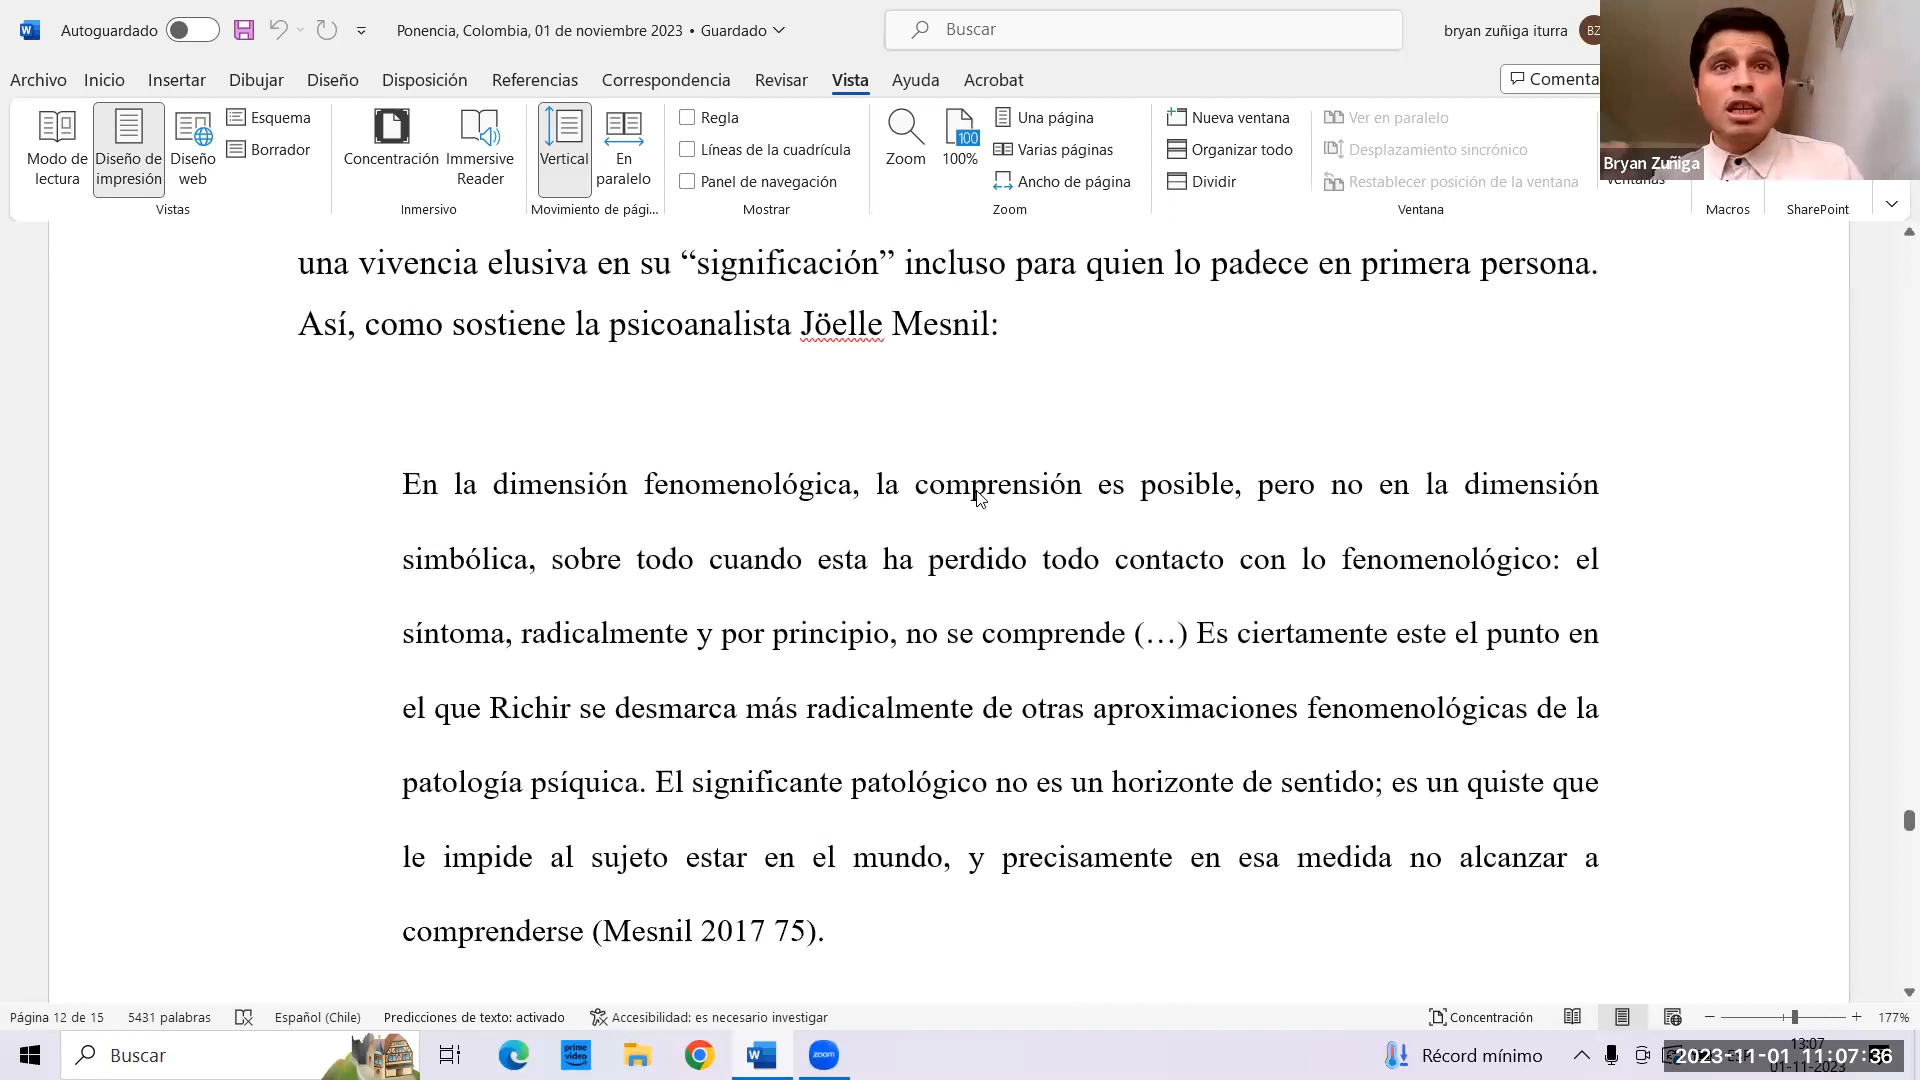 Autoguardado
Ponencia, Colombia, 01 de noviembre 2023 • Guardado
Buscar
bryan zuñiga iturra
BZ
Archivo Inicio Insertar Dibujar Diseño Disposición Referencias Correspondencia Revisar Vista Ayuda Acrobat
Comenta
Modo de lectura
Diseño de impresión
Diseño web
Esquema
Borrador
Vistas
Concentración
Immersive Reader
Inmersivo
Vertical
En paralelo
Movimiento de pági...
Regla
Líneas de la cuadrícula
Panel de navegación
Mostrar
Zoom
100
100%
Una página
Varias páginas
Ancho de página
Zoom
Nueva ventana
Organizar todo
Dividir
Ver en paralelo
Desplazamiento sincrónico
Restablecer posición de la ventana
Ventana
Macros
SharePoint
Bryan Zuñiga
una vivencia elusiva en su “significación” incluso para quien lo padece en primera persona.
Así, como sostiene la psicoanalista Jöelle Mesnil:
En la dimensión fenomenológica, la comprensión es posible, pero no en la dimensión
simbólica, sobre todo cuando esta ha perdido todo contacto con lo fenomenológico: el
síntoma, radicalmente y por principio, no se comprende (…) Es ciertamente este el punto en
el que Richir se desmarca más radicalmente de otras aproximaciones fenomenológicas de la
patología psíquica. El significante patológico no es un horizonte de sentido; es un quiste que
le impide al sujeto estar en el mundo, y precisamente en esa medida no alcanzar a
comprenderse (Mesnil 2017 75).
Página 12 de 15 5431 palabras Español (Chile) Predicciones de texto: activado Accesibilidad: es necesario investigar Concentración 177%
Buscar
prime video
zoom
Récord mínimo
13:07
01-11-2023
2023-11-01 11:07:36